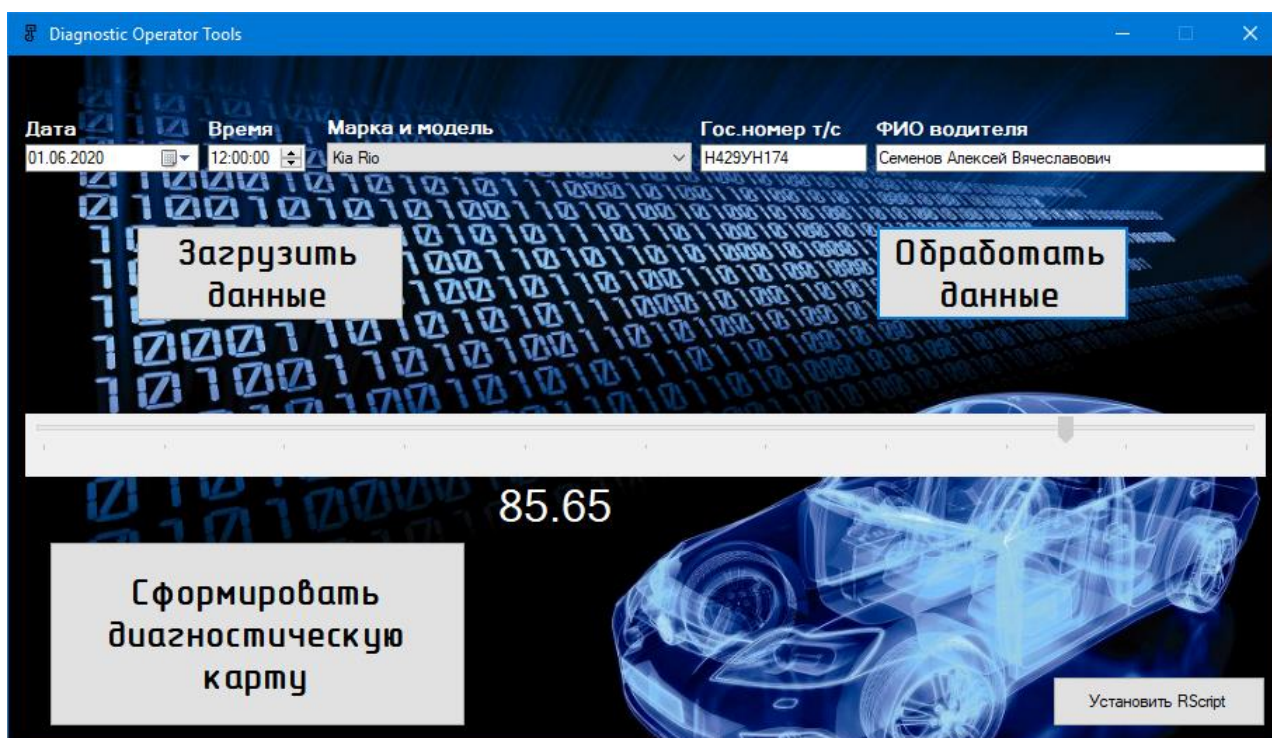 Diagnostic Operator Tools
Дата Время Марка и модель Гос.номер т/с ФИО водителя
01.06.2020 12:00:00 Kia Rio Н429УН174 Семенов Алексей Вячеславович
Загрузить
данные
Обработать
данные
85.65
Сформировать
диагностическую
карту
Установить RScript